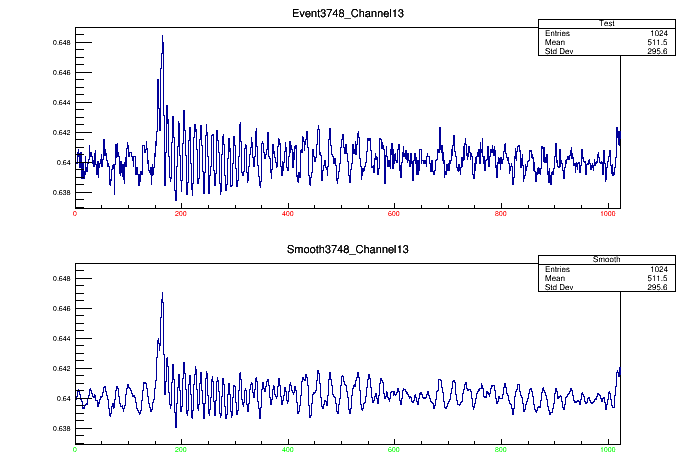 Event3748_Channel13
Test
Entries 1024
Mean 511.5
Std Dev 295.6
0.648
0.646
0.644
0.642
0.64
0.638
0 200 400 600 800 1000
Smooth3748_Channel13
Smooth
Entries 1024
Mean 511.5
Std Dev 295.6
0.648
0.646
0.644
0.642
0.64
0.638
0 200 400 600 800 1000